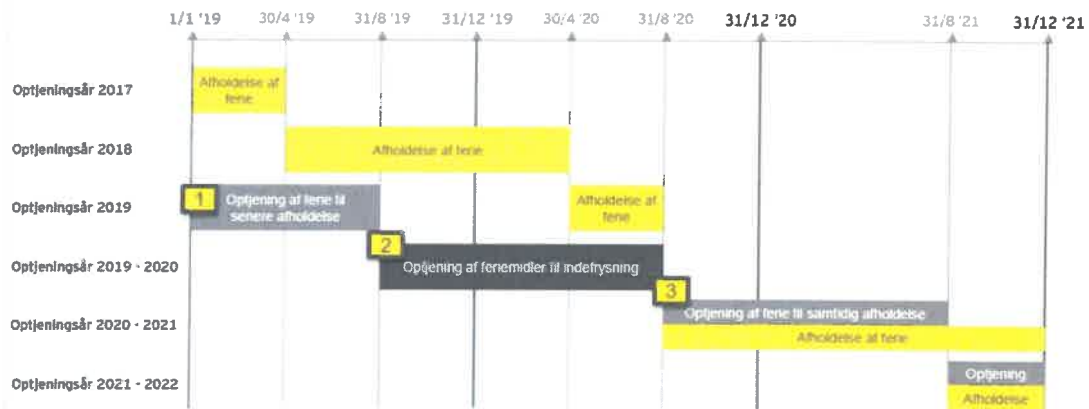 1/1 '19 30/4 '19 31/8 '19 31/12 '19 30/4 '20 31/8 '20 31/12 '20 31/8 '21 31/12 '21
Optjeningsår 2017
Afholdelse af
ferie
Optjeningsår 2018
Afholdelse af ferie
Optjeningsår 2019
1
Optjening af ferie til
senere afholdelse
Afholdelse af
ferie
Optjeningsår 2019 - 2020
2
Optjening af feriemidler til indefrysning
3
Optjeningsår 2020 - 2021
Optjening af ferie til samtidig afholdelse
Afholdelse af ferie
Optjeningsår 2021 - 2022
Optjening
Afholdelse